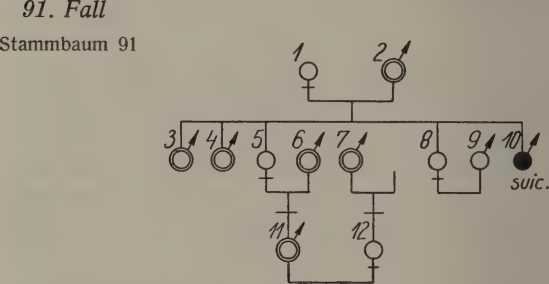 91. Fall
Stammbaum 91
1 2
3 4 5 6 7 8 9 10
suic.
11 12